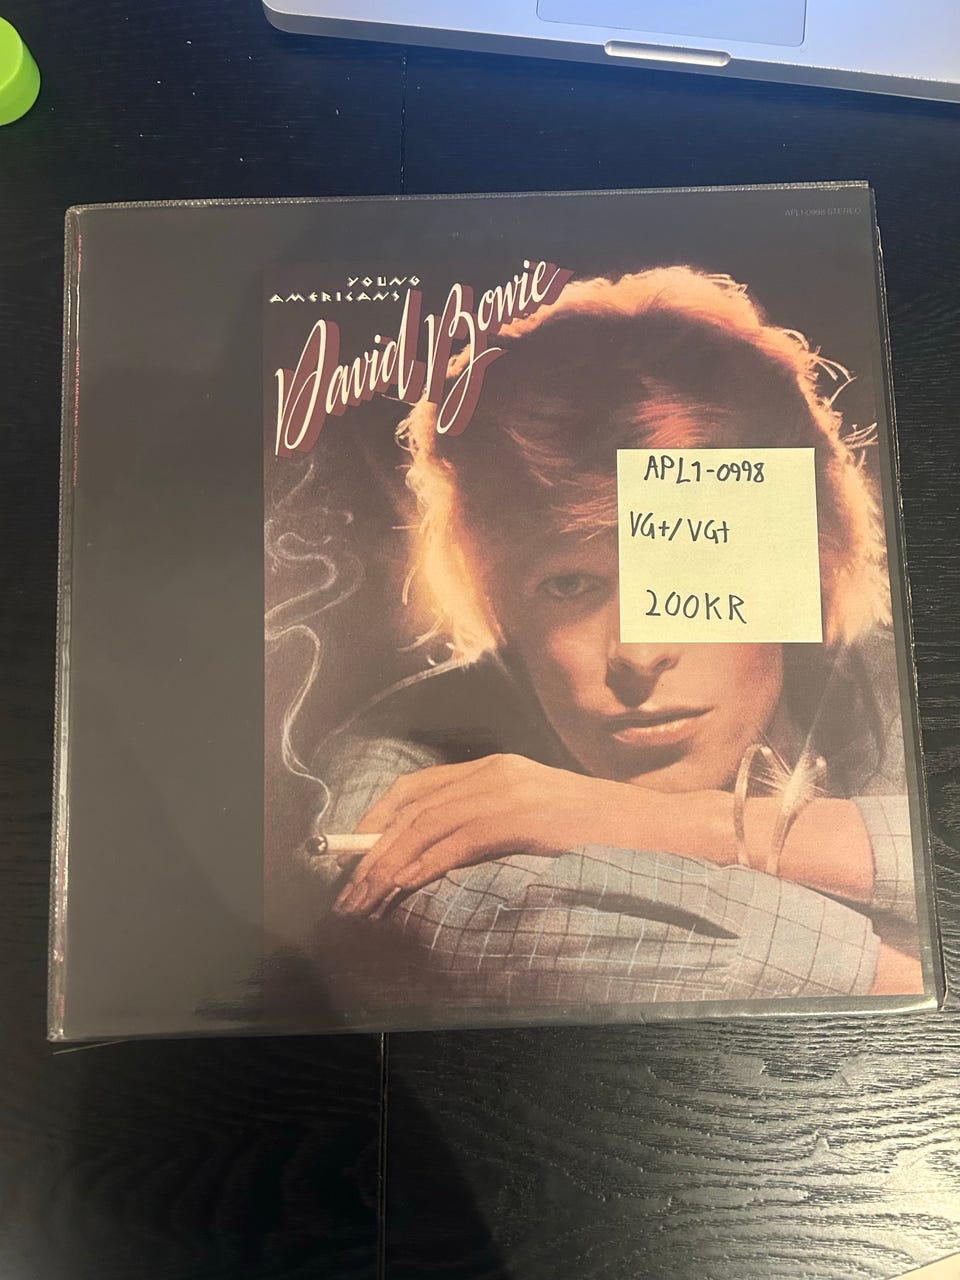 APL1-0998 STEREO
YOUNG
AMERICANS
David Bowie
APL1-0998
VG+/VG+
200KR